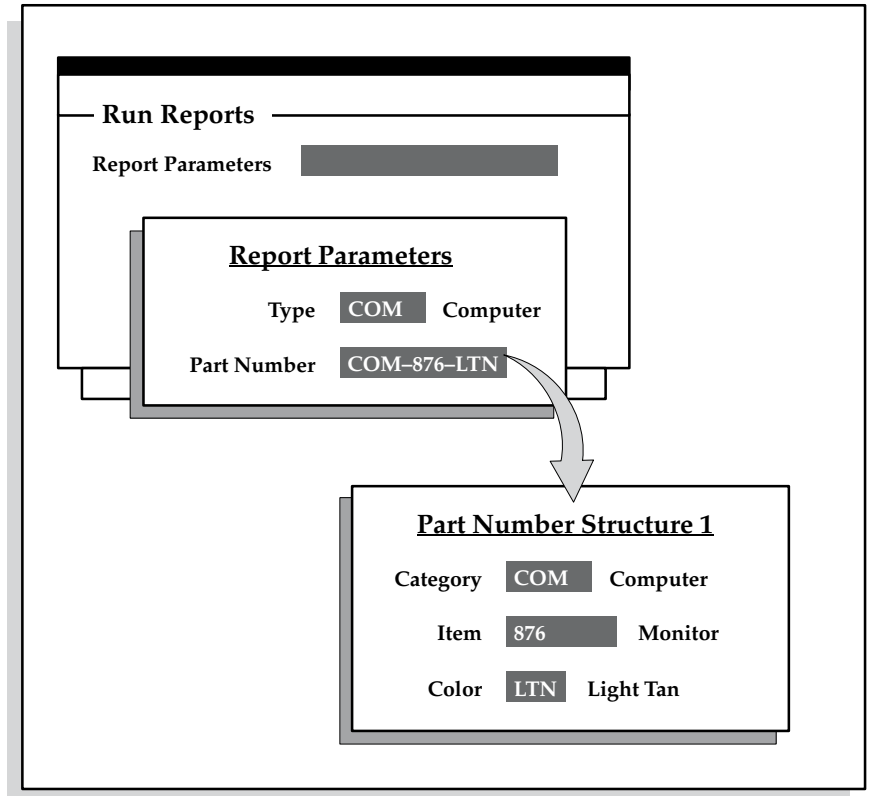 Run Reports
Report Parameters
Report Parameters
Type COM Computer
Part Number COM–876–LTN
Part Number Structure 1
Category COM Computer
Item 876 Monitor
Color LTN Light Tan